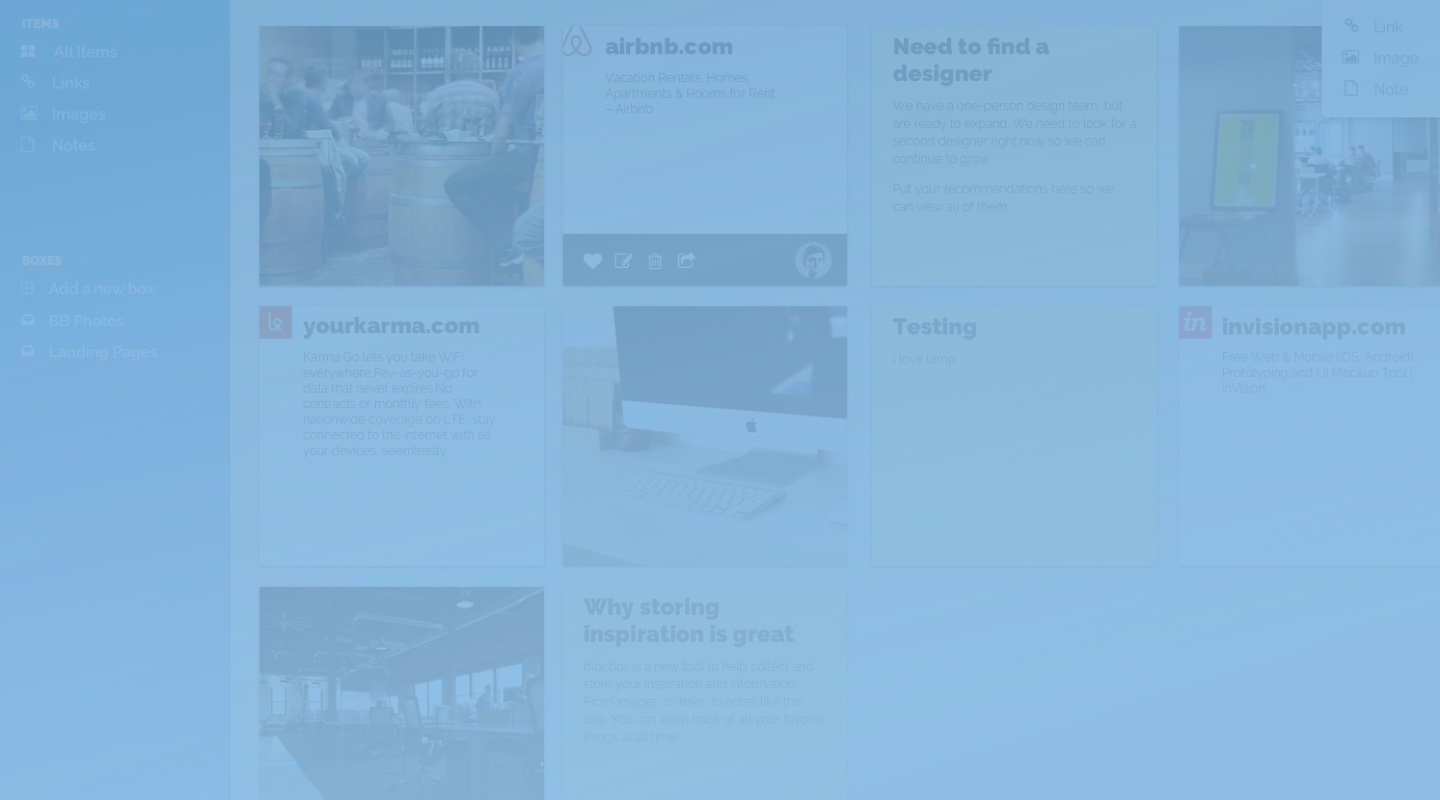 ITEMS
All Items
Links
Images
Notes
BOXES
Add a new box
BB Photos
Landing Pages
airbnb.com
Vacation Rentals, Homes,
Apartments & Rooms for Rent
– Airbnb
Need to find a
designer
We have a one-person design team, but
are ready to expand. We need to look for a
second designer right now so we can
continue to grow.
Put your recommendations here so we
can view all of them
Link
Image
Note
yourkarma.com
Karma Go lets you take WiFi
everywhere.Pay-as-you-go for
data that never expires.No
contracts or monthly fees. With
nationwide coverage on LTE, stay
connected to the internet with all
your devices, seemlessly.
Testing
I love lamp.
in
invisionapp.com
Free Web & Mobile (iOS, Android)
Prototyping and UI Mockup Tool |
InVision
Why storing
inspiration is great
blocbox is a new tool to help collect and
store your inspiration and information.
From images, to links, to notes like this
one. You can keep track of all your favorite
things at all time.